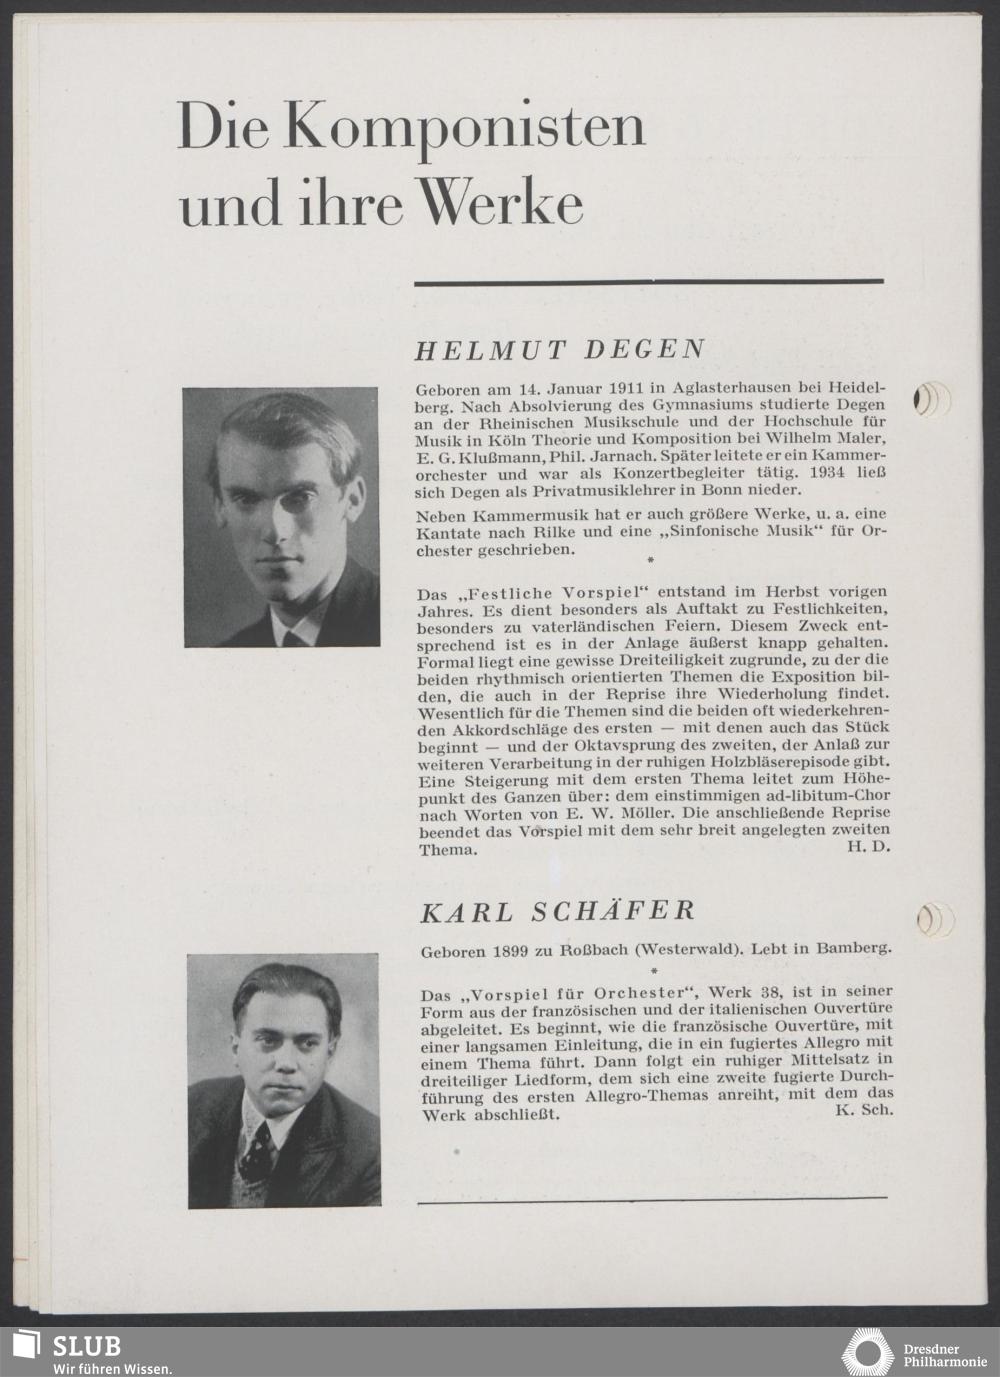 Die Komponisten
und ihre Werke
HELMUT DEGEN
Geboren am 14. Januar 1911 in Aglasterhausen bei Heidel-
berg. Nach Absolvierung des Gymnasiums studierte Degen
an der Rheinischen Musikschule und der Hochschule für
Musik in Köln Theorie und Komposition bei Wilhelm Maler,
E. G. Klußmann, Phil. Jarnach. Später leitete er ein Kammer-
orchester und war als Konzertbegleiter tätig. 1934 ließ
sich Degen als Privatmusiklehrer in Bonn nieder.
Neben Kammermusik hat er auch größere Werke, u. a. eine
Kantate nach Rilke und eine „Sinfonische Musik“ für Or-
chester geschrieben.
*
Das „Festliche Vorspiel“ entstand im Herbst vorigen
Jahres. Es dient besonders als Auftakt zu Festlichkeiten,
besonders zu vaterländischen Feiern. Diesem Zweck ent-
sprechend ist es in der Anlage äußerst knapp gehalten.
Formal liegt eine gewisse Dreiteiligkeit zugrunde, zu der die
beiden rhythmisch orientierten Themen die Exposition bil-
den, die auch in der Reprise ihre Wiederholung findet.
Wesentlich für die Themen sind die beiden oft wiederkehren-
den Akkordschläge des ersten — mit denen auch das Stück
beginnt — und der Oktavsprung des zweiten, der Anlaß zur
weiteren Verarbeitung in der ruhigen Holzbläserepisode gibt.
Eine Steigerung mit dem ersten Thema leitet zum Höhe-
punkt des Ganzen über: dem einstimmigen ad-libitum-Chor
nach Worten von E. W. Möller. Die anschließende Reprise
beendet das Vorspiel mit dem sehr breit angelegten zweiten
Thema. H. D.
KARL SCHÄFER
Geboren 1899 zu Roßbach (Westerwald). Lebt in Bamberg.
*
Das „Vorspiel für Orchester“, Werk 38, ist in seiner
Form aus der französischen und der italienischen Ouvertüre
abgeleitet. Es beginnt, wie die französische Ouvertüre, mit
einer langsamen Einleitung, die in ein fugiertes Allegro mit
einem Thema führt. Dann folgt ein ruhiger Mittelsatz in
dreiteiliger Liedform, dem sich eine zweite fugierte Durch-
führung des ersten Allegro-Themas anreiht, mit dem das
Werk abschließt. K. Sch.
SLUB
Wir führen Wissen.
Dresdner
Philharmonie